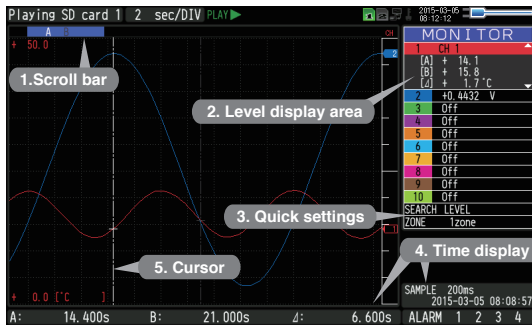 Playing SD card 1 2 sec/DIV PLAY
2015-03-05
08-12-12
A B
+ 50.0
CH
2
1
MONITOR
1 CH 1
[A] + 14.1
[B] + 15.8
[Δ] + 1.7°C
2 +0.4432 V
3 Off
4 Off
5 Off
6 Off
7 Off
8 Off
9 Off
10 Off
SEARCH LEVEL
ZONE 1zone
1.Scroll bar
2. Level display area
3. Quick settings
4. Time display
5. Cursor
+ 0.0 [°C ]
SAMPLE 200ms
2015-03-05 08:08:57
A: 14.400s B: 21.000s Δ: 6.600s
ALARM 1 2 3 4